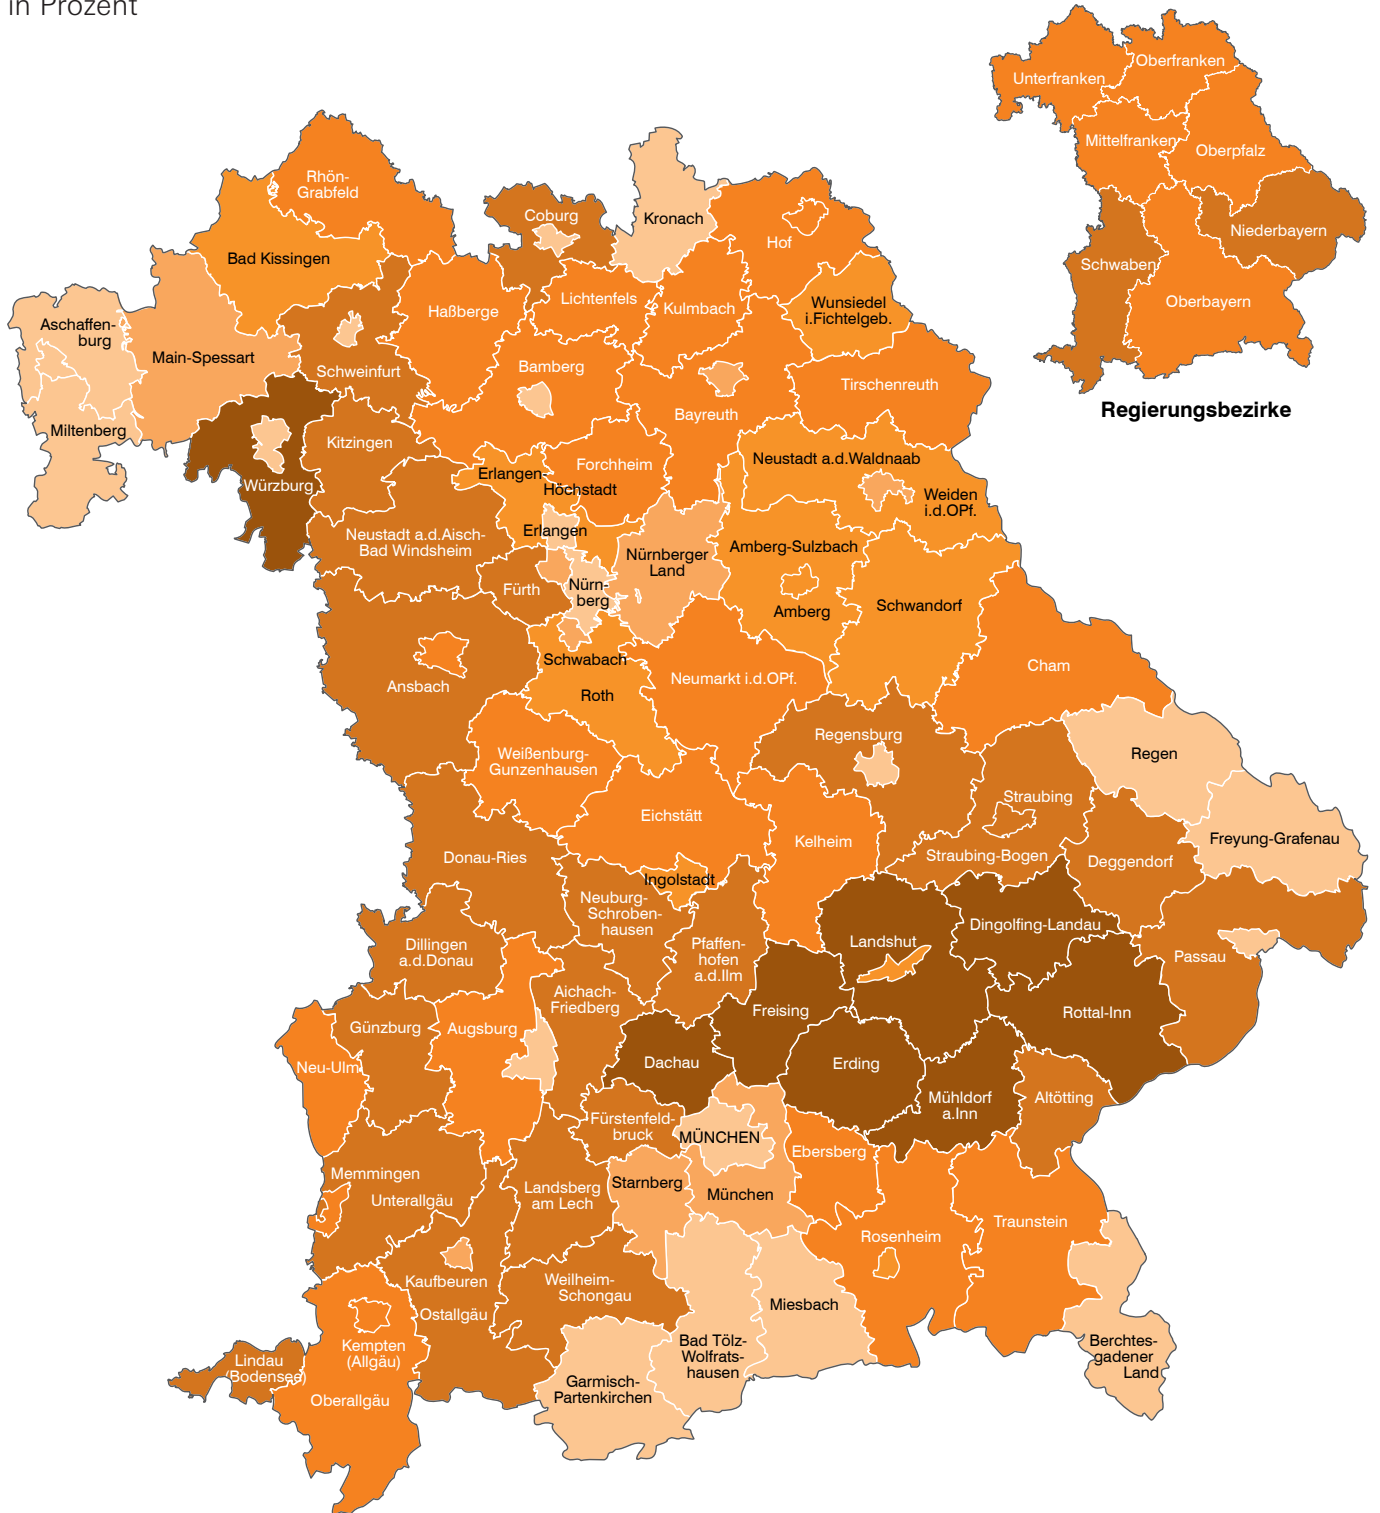 in Prozent
Unterfranken
Oberfranken
Mittelfranken
Oberpfalz
Niederbayern
Schwaben
Oberbayern
Regierungsbezirke
Rhön-
Grabfeld
Coburg
Kronach
Hof
Bad Kissingen
Lichtenfels
Kulmbach
Wunsiedel
i.Fichtelgeb.
Haßberge
Aschaffen-
burg
Main-Spessart
Schweinfurt
Bamberg
Tirschenreuth
Bayreuth
Miltenberg
Kitzingen
Würzburg
Forchheim
Erlangen-
Höchstadt
Neustadt a.d.Waldnaab
Weiden
i.d.OPf.
Neustadt a.d.Aisch-
Bad Windsheim
Erlangen
Nürnberger
Land
Amberg-Sulzbach
Fürth
Nürn-
berg
Amberg
Schwandorf
Ansbach
Schwabach
Roth
Neumarkt i.d.OPf.
Cham
Weißenburg-
Gunzenhausen
Regensburg
Regen
Eichstätt
Kelheim
Straubing
Straubing-Bogen
Deggendorf
Freyung-Grafenau
Donau-Ries
Ingolstadt
Neuburg-
Schroben-
hausen
Dillingen
a.d.Donau
Pfaffen-
hofen
a.d.Ilm
Landshut
Dingolfing-Landau
Passau
Aichach-
Friedberg
Günzburg
Augsburg
Freising
Rottal-Inn
Neu-Ulm
Dachau
Erding
Mühldorf
a.Inn
Altötting
Fürstenfeld-
bruck
MÜNCHEN
Ebersberg
Memmingen
Unterallgäu
Landsberg
am Lech
Starnberg
München
Rosenheim
Traunstein
Kaufbeuren
Ostallgäu
Weilheim-
Schongau
Miesbach
Kempten
(Allgäu)
Lindau
(Bodensee)
Oberallgäu
Garmisch-
Partenkirchen
Bad Tölz-
Wolfrats-
hausen
Berchtes-
gadener
Land